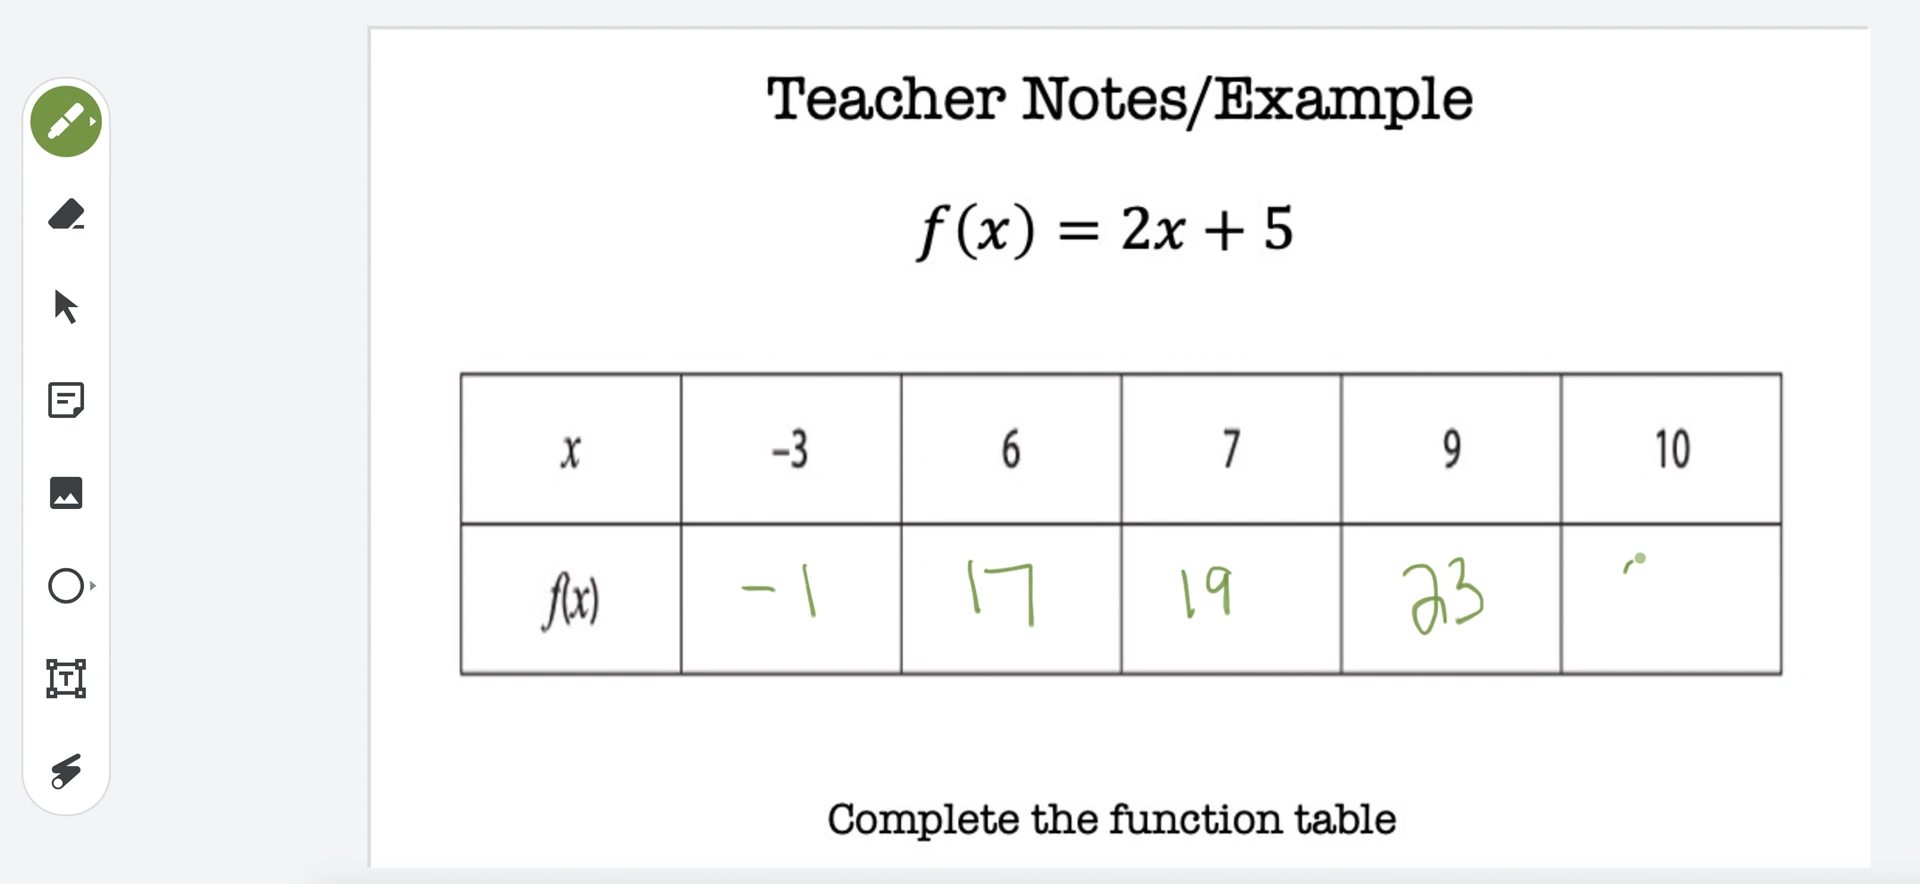 Teacher Notes/Example
f(x) = 2x + 5
x -3 6 7 9 10
f(x) -1 17 19 23
Complete the function table